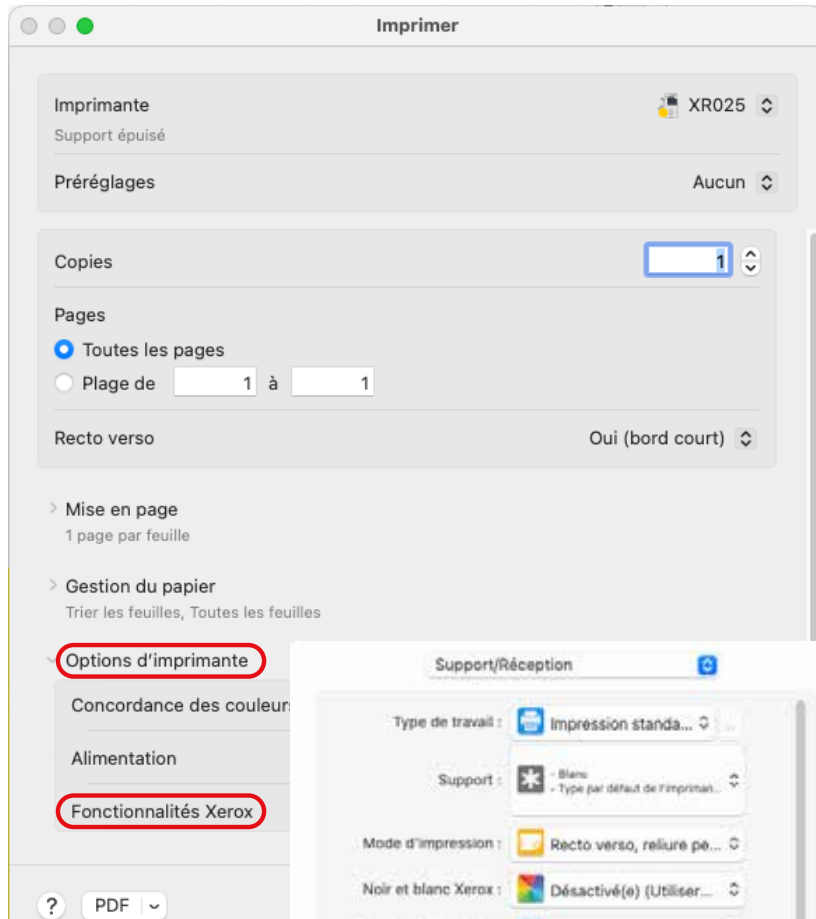 Imprimer
Imprimante XR025
Support épuisé
Préréglages Aucun
Copies 1
Pages
Toutes les pages
Plage de 1 à 1
Recto verso Oui (bord court)
Mise en page
1 page par feuille
Gestion du papier
Trier les feuilles, Toutes les feuilles
Options d'imprimante
Concordance des couleurs
Alimentation
Fonctionnalités Xerox
? PDF
Support/Réception
Type de travail : Impression standa... ...
Support : - Blanc
- Type par défaut de l'impriman...
Mode d'impression : Recto verso, reliure pe...
Noir et blanc Xerox : Désactivé(e) (Utiliser...